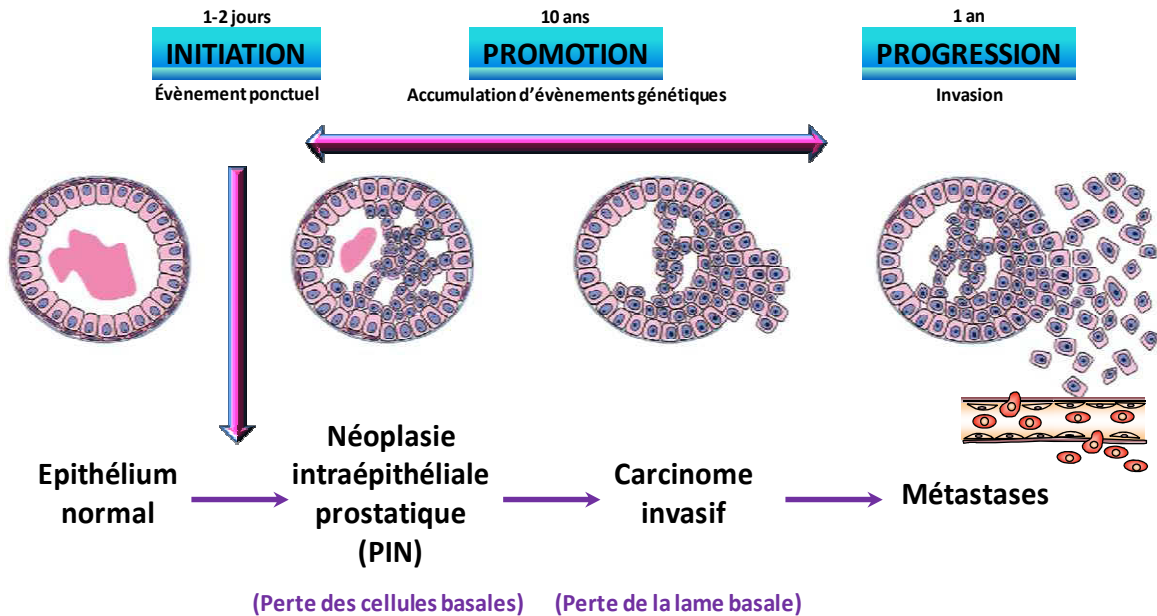 1-2 jours
INITIATION
Évènement ponctuel
10 ans
PROMOTION
Accumulation d'évènements génétiques
1 an
PROGRESSION
Invasion
Epithélium
normal
Néoplasie
intraépithéliale
prostatique
(PIN)
Carcinome
invasif
Métastases
(Perte des cellules basales)
(Perte de la lame basale)